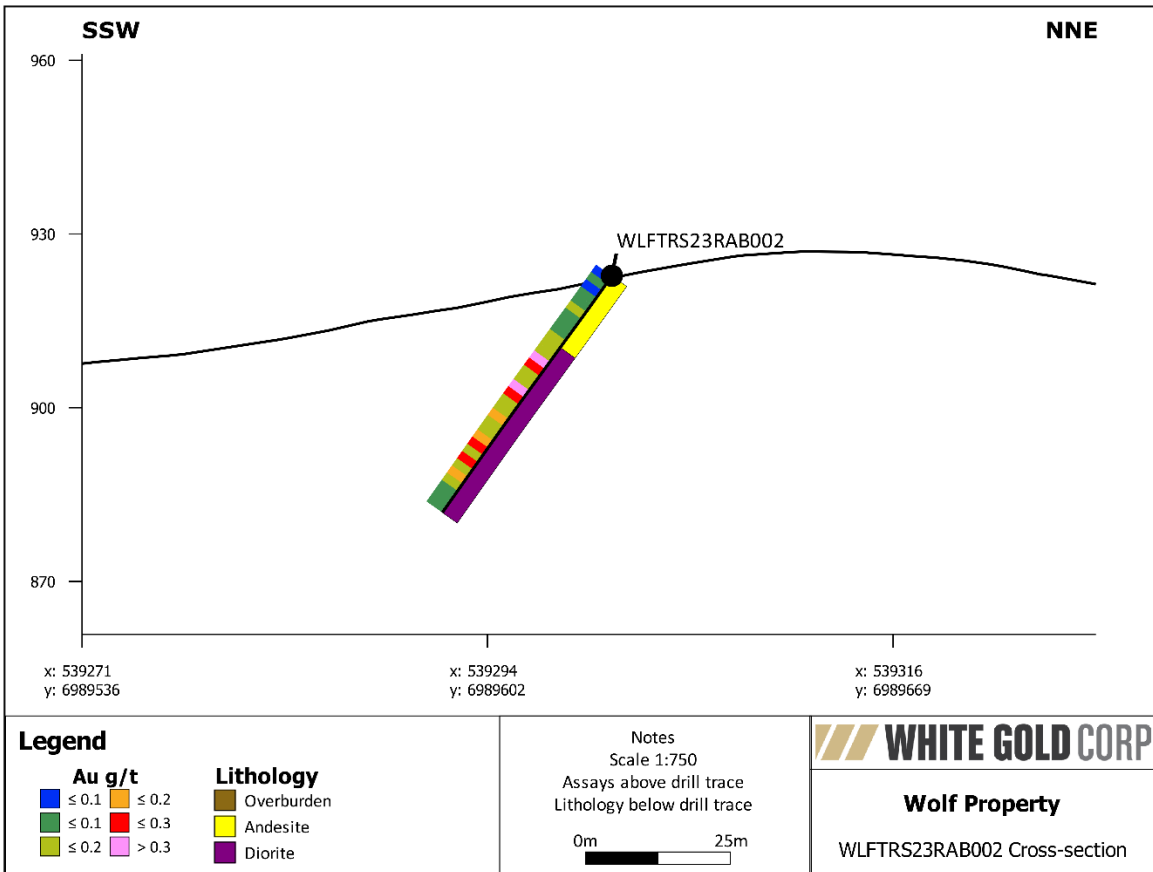 SSW
NNE
960
930
900
870
WLFTRS23RAB002
x: 539271
y: 6989536
x: 539294
y: 6989602
x: 539316
y: 6989669
Legend
Au g/t
≤ 0.1
≤ 0.1
≤ 0.2
≤ 0.2
≤ 0.3
> 0.3
Lithology
Overburden
Andesite
Diorite
Notes
Scale 1:750
Assays above drill trace
Lithology below drill trace
0m 25m
WHITE GOLD CORP
Wolf Property
WLFTRS23RAB002 Cross-section